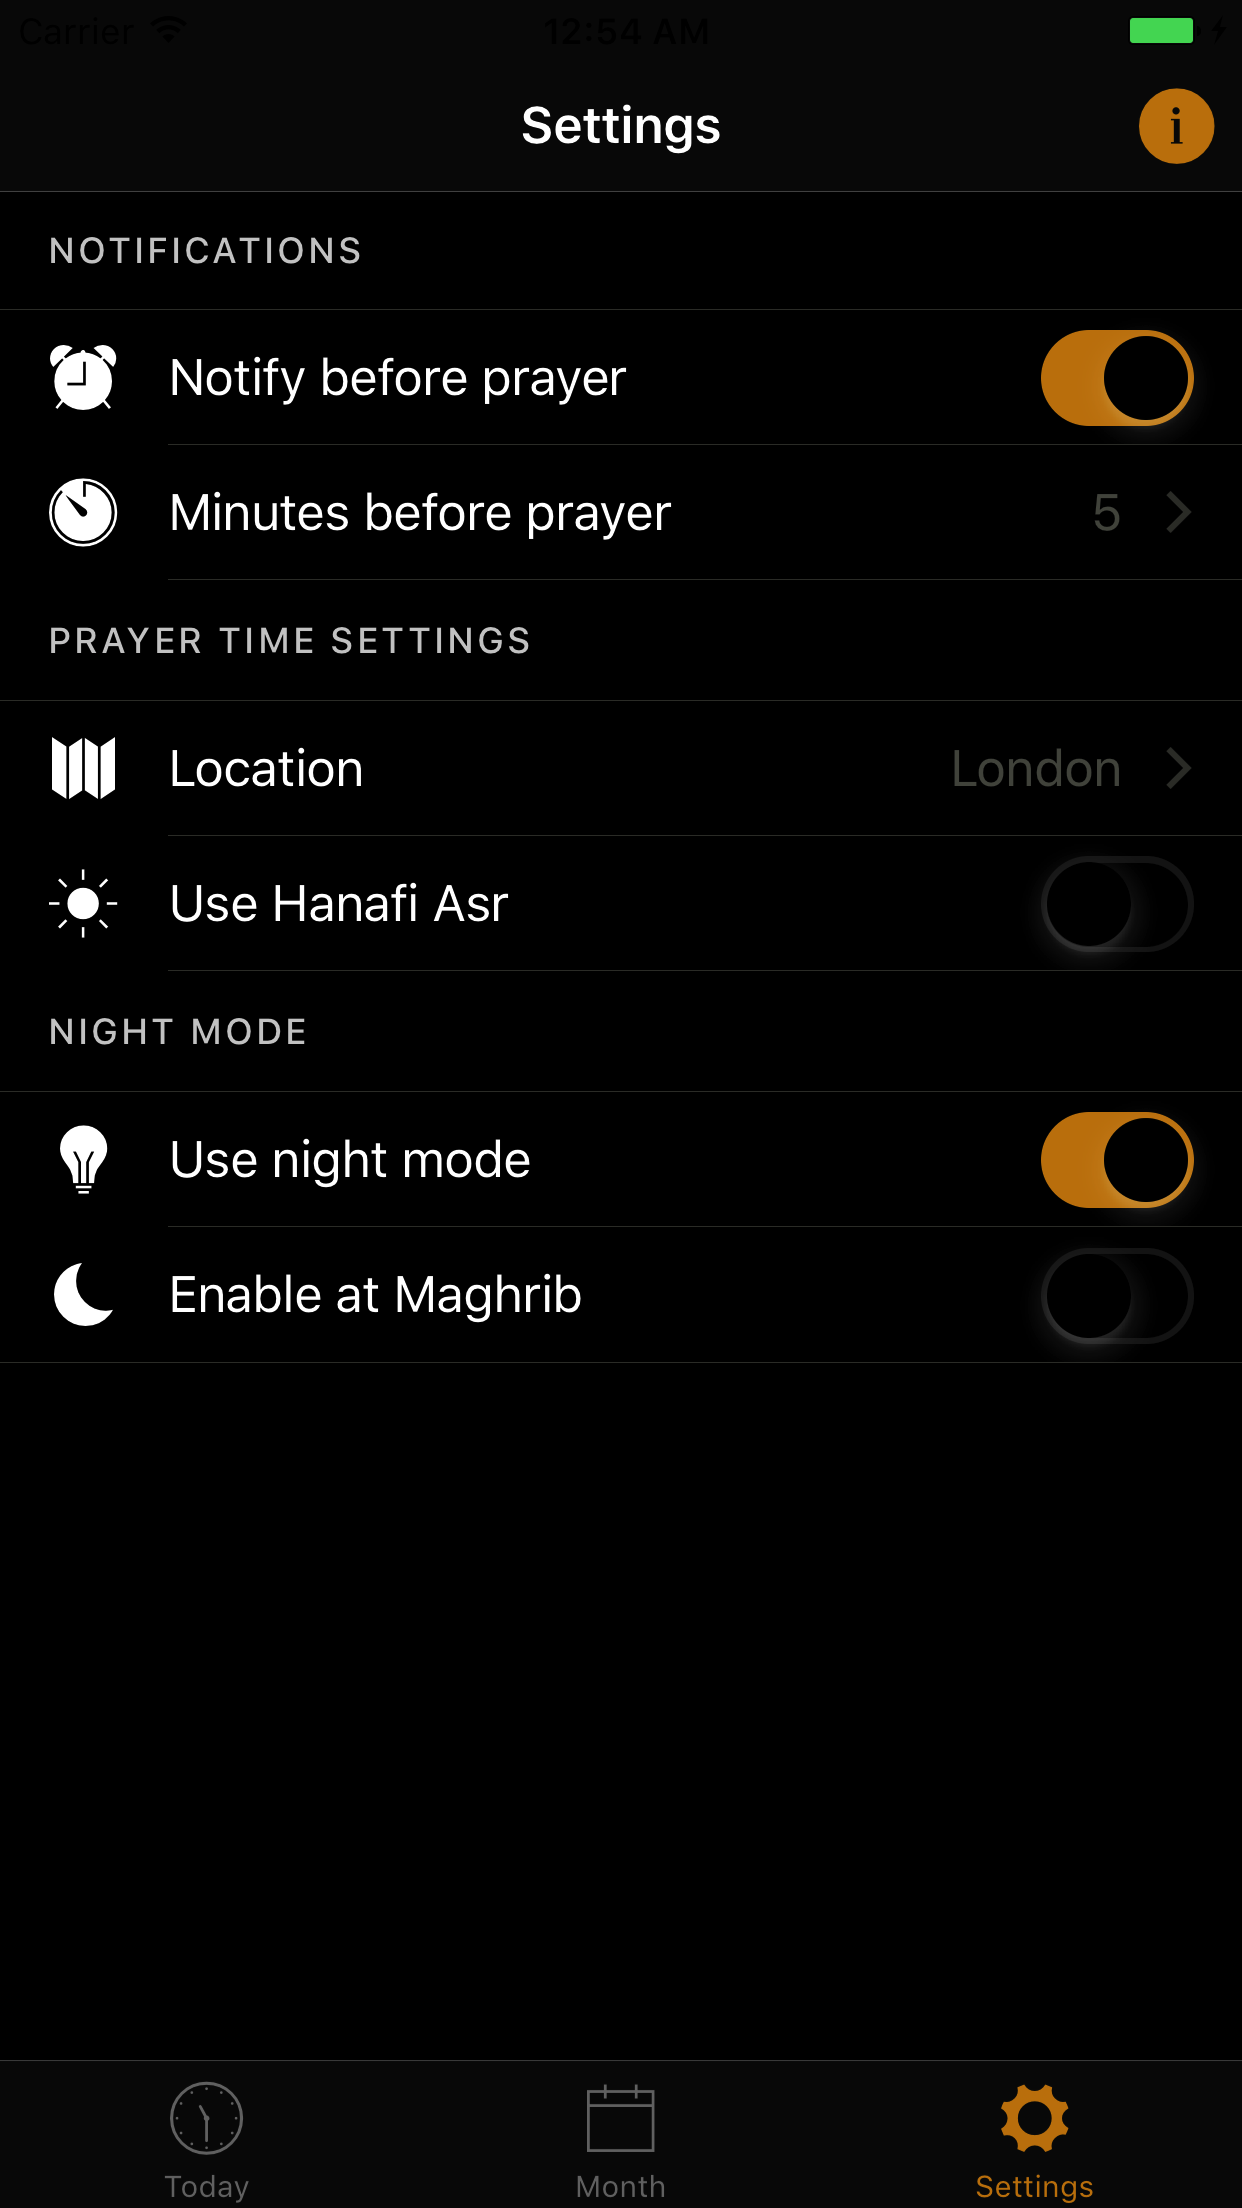 Carrier 12:54 AM
Settings i
NOTIFICATIONS
Notify before prayer
Minutes before prayer 5
PRAYER TIME SETTINGS
Location London
Use Hanafi Asr
NIGHT MODE
Use night mode
Enable at Maghrib
Today Month Settings